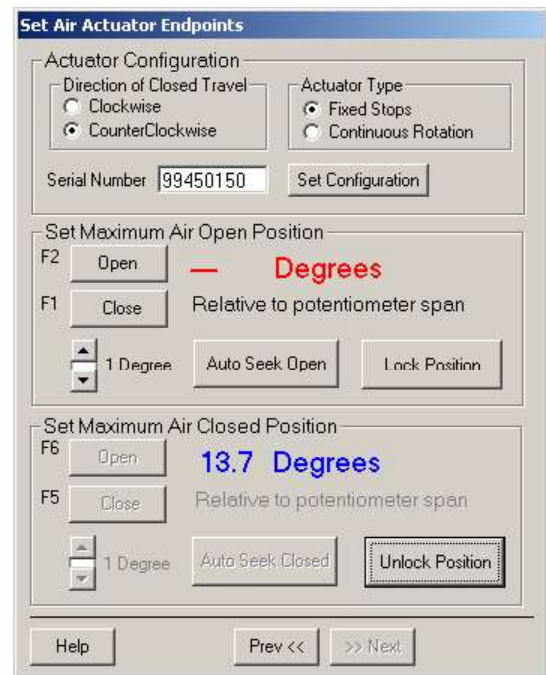 Set Air Actuator Endpoints
Actuator Configuration
Direction of Closed Travel
Clockwise
CounterClockwise
Actuator Type
Fixed Stops
Continuous Rotation
Serial Number 99450150 Set Configuration
Set Maximum Air Open Position
F2 Open — Degrees
F1 Close Relative to potentiometer span
1 Degree Auto Seek Open Lock Position
Set Maximum Air Closed Position
F6 Open 13.7 Degrees
F5 Close Relative to potentiometer span
1 Degree Auto Seek Closed Unlock Position
Help Prev << >> Next